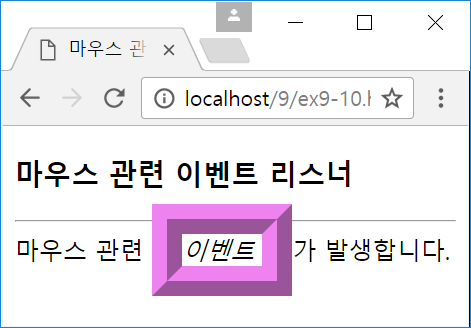 마우스 관
localhost/9/ex9-10.h
마우스 관련 이벤트 리스너
마우스 관련 이벤트 가 발생합니다.